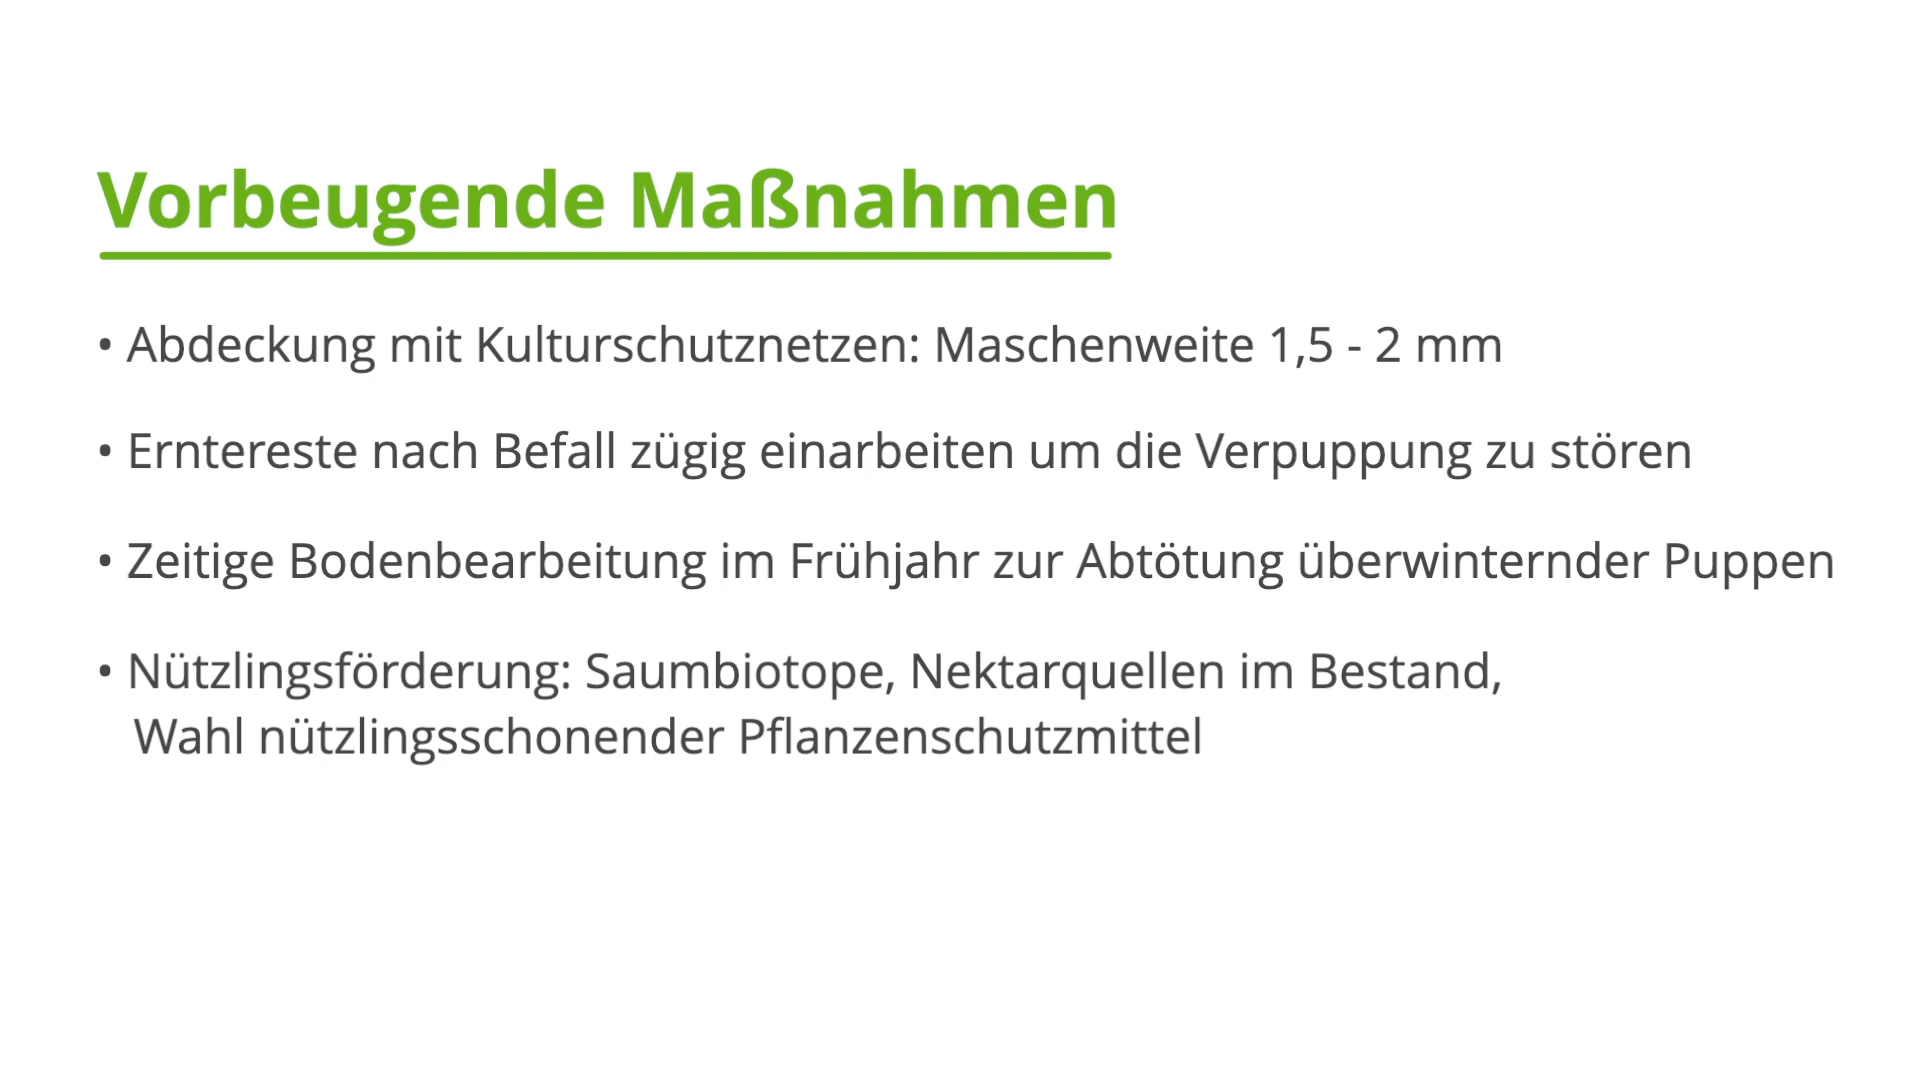 Vorbeugende Maßnahmen
• Abdeckung mit Kulturschutznetzen: Maschenweite 1,5 - 2 mm
• Erntereste nach Befall zügig einarbeiten um die Verpuppung zu stören
• Zeitige Bodenbearbeitung im Frühjahr zur Abtötung überwinternder Puppen
• Nützlingsförderung: Saumbiotope, Nektarquellen im Bestand,
Wahl nützlingsschonender Pflanzenschutzmittel